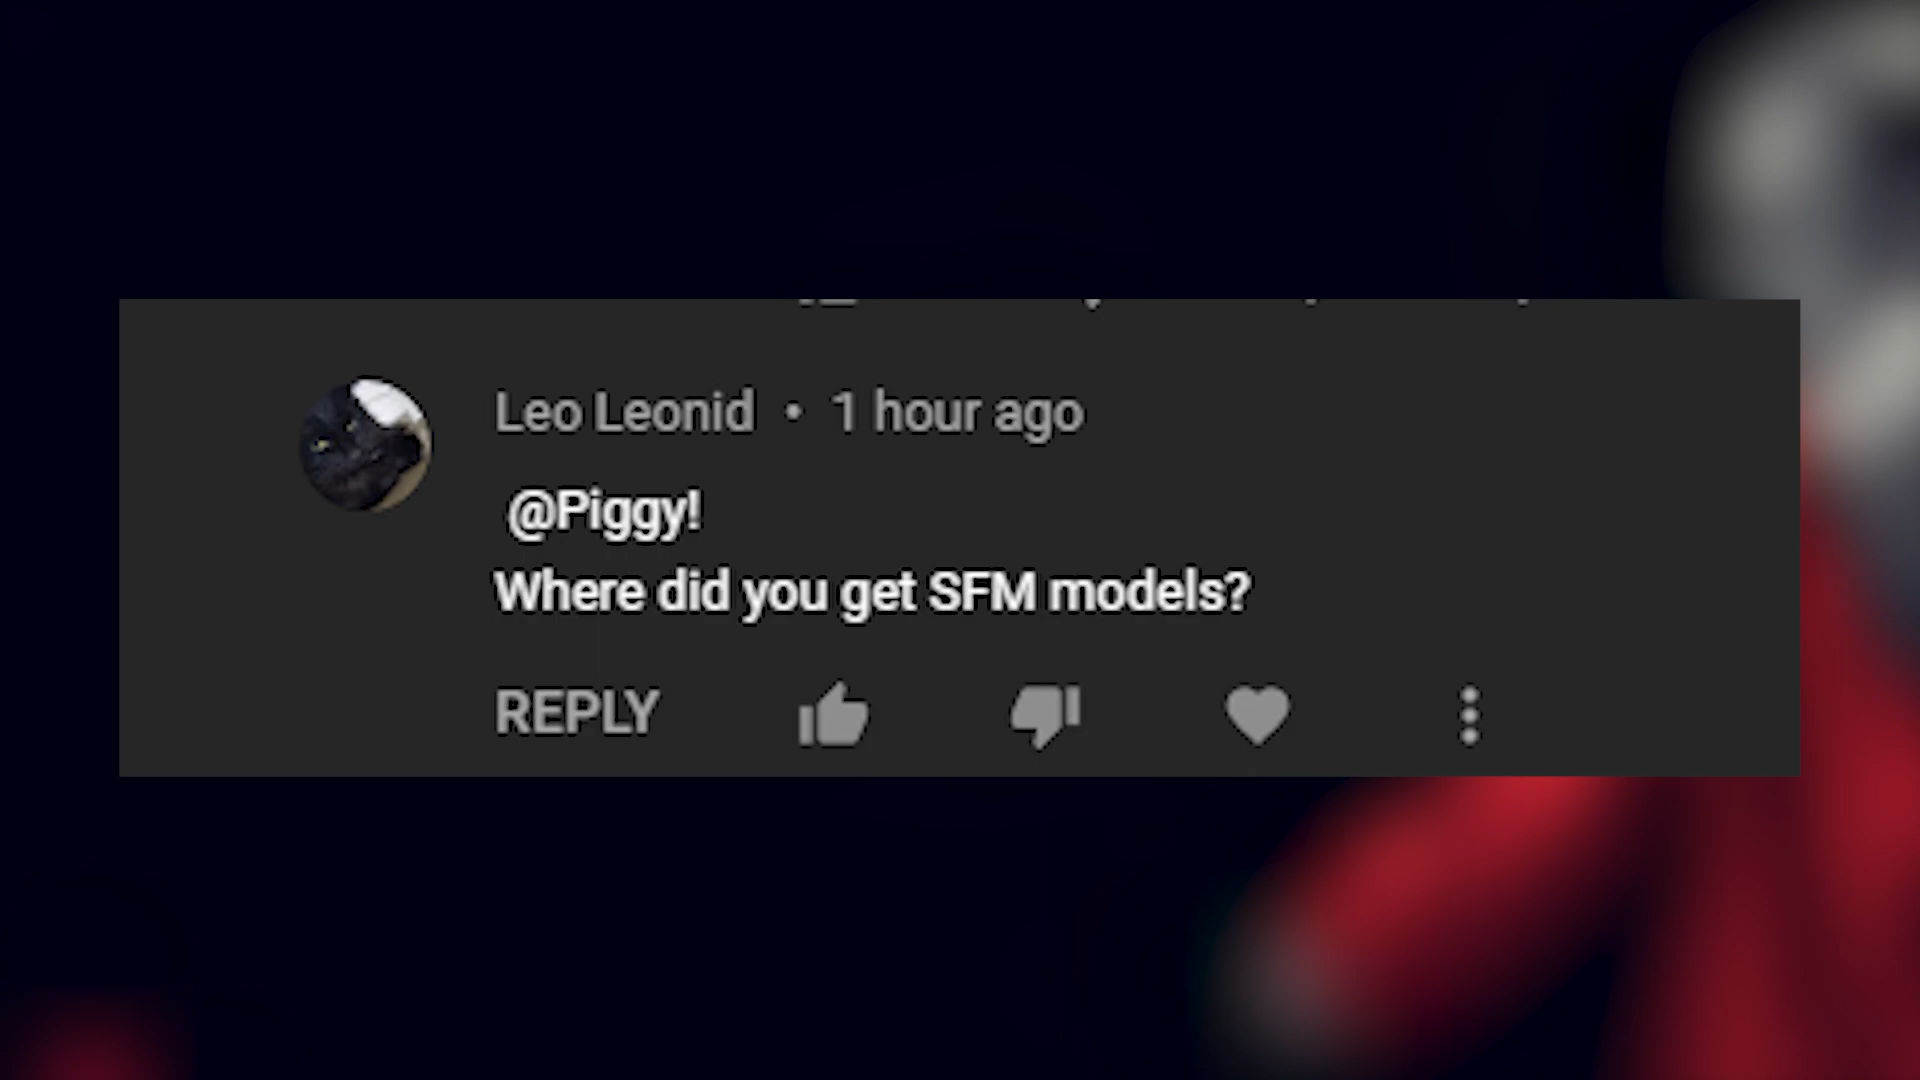 Leo Leonid • 1 hour ago
@Piggy!
Where did you get SFM models?
REPLY